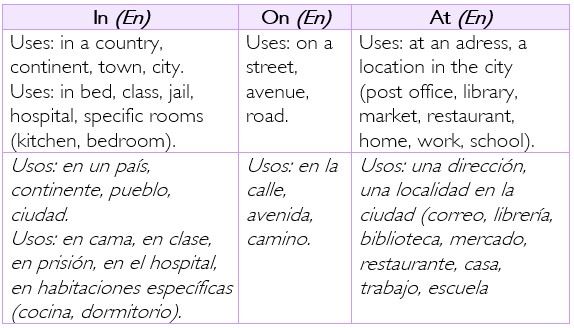 In (En)
On (En)
At (En)
Uses: in a country,
continent, town, city.
Uses: in bed, class, jail,
hospital, specific rooms
(kitchen, bedroom).
Uses: on a
street,
avenue,
road.
Uses: at an adress, a
location in the city
(post office, library,
market, restaurant,
home, work, school).
Usos: en un país,
continente, pueblo,
ciudad.
Usos: en cama, en clase,
en prisión, en el hospital,
en habitaciones específicas
(cocina, dormitorio).
Usos: en la
calle,
avenida,
camino.
Usos: una dirección,
una localidad en la
ciudad (correo, librería,
biblioteca, mercado,
restaurante, casa,
trabajo, escuela